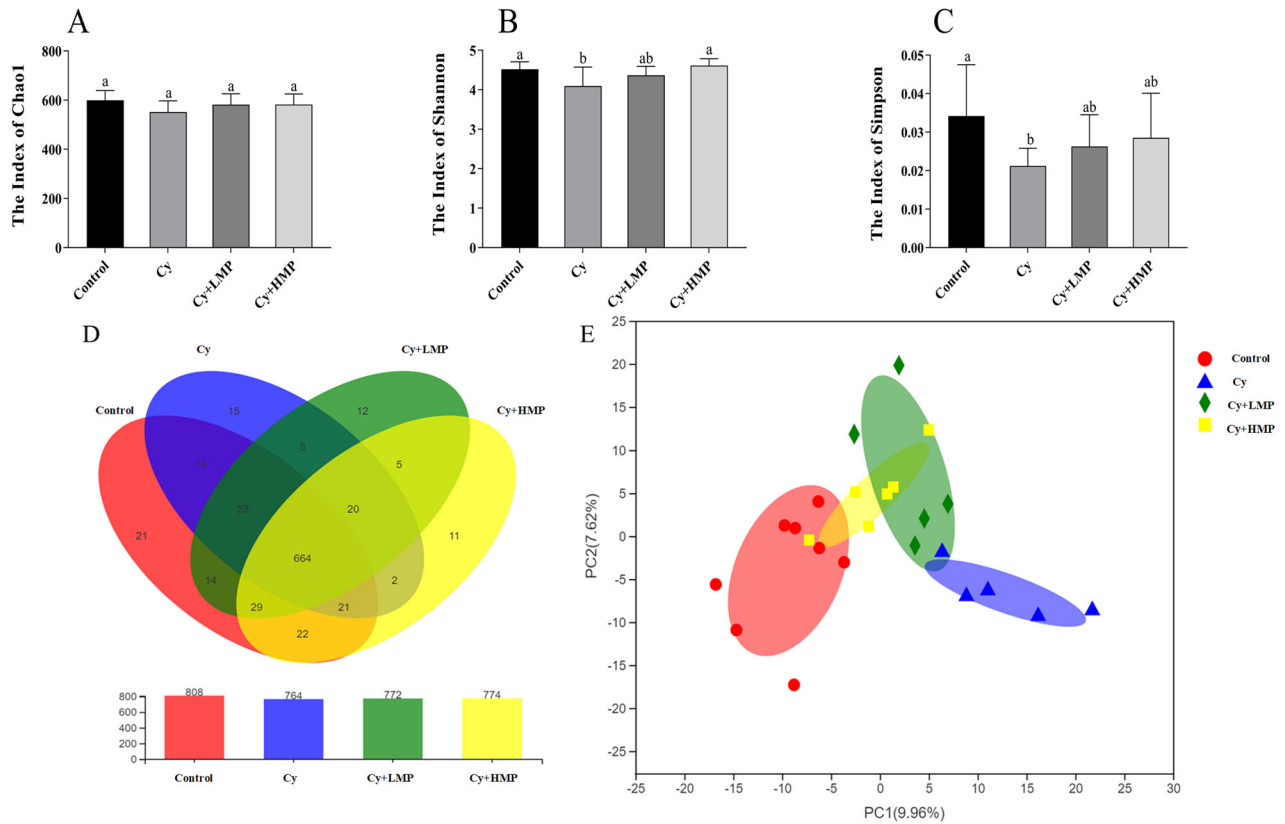 A
The Index of Chao1
800
600
400
200
0
a
a
a
a
Control
Cy
Cy+LMP
Cy+HMP
B
The Index of Shannon
5
4
3
2
1
0
a
b
ab
a
Control
Cy
Cy+LMP
Cy+HMP
C
The Index of Simpson
0.05
0.04
0.03
0.02
0.01
0.00
a
b
ab
ab
Control
Cy
Cy+LMP
Cy+HMP
D
Cy
Cy+LMP
Control
Cy+HMP
15
12
5
14
5
23
20
21
11
664
14
2
29
21
22
800
600
400
200
0
808
764
772
774
Control
Cy
Cy+LMP
Cy+HMP
E
PC2(7.62%)
25
20
15
10
5
0
-5
-10
-15
-20
-25
-25
-20
-15
-10
-5
0
5
10
15
20
25
30
PC1(9.96%)
Control
Cy
Cy+LMP
Cy+HMP